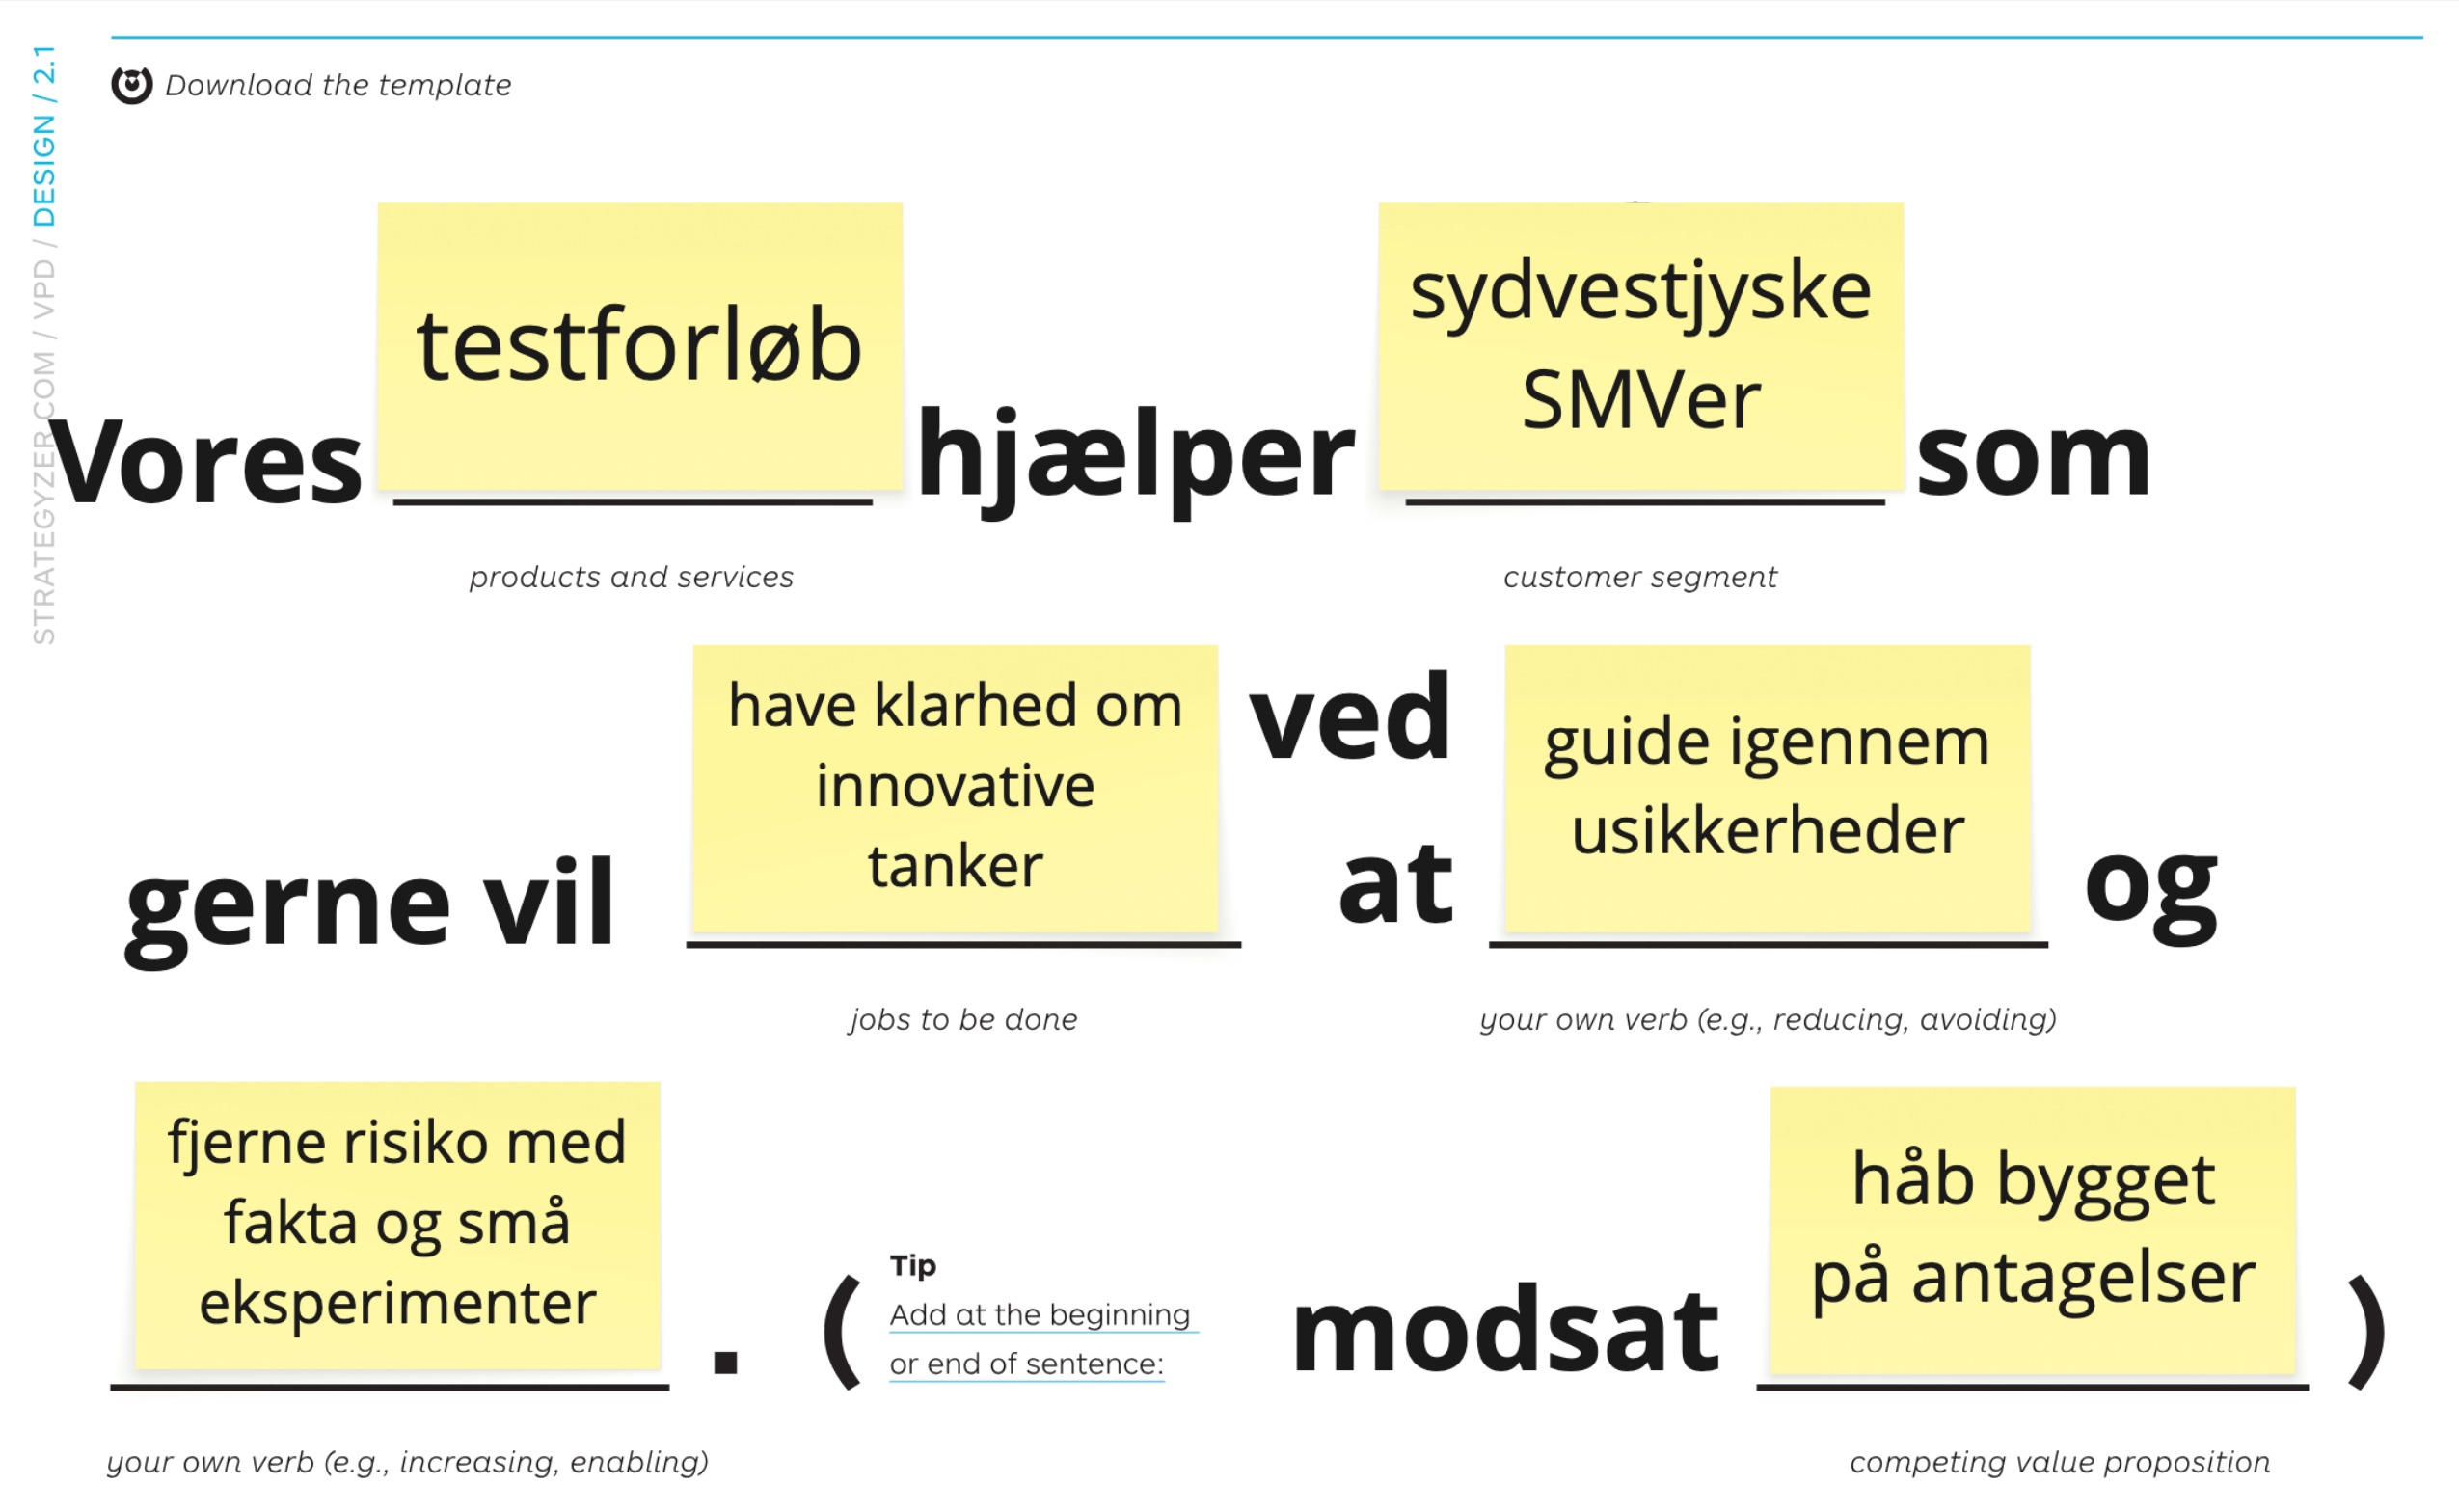 STRATEGYZER.COM / VPD / DESIGN / 2.1
Download the template
Vores testforløb hjælper sydvestjyske SMVer som
products and services
customer segment
gerne vil have klarhed om innovative tanker ved at guide igennem usikkerheder og
jobs to be done
your own verb (e.g., reducing, avoiding)
fjerne risiko med fakta og små eksperimenter . ( Tip Add at the beginning or end of sentence: modsat håb bygget på antagelser )
your own verb (e.g., increasing, enabling)
competing value proposition